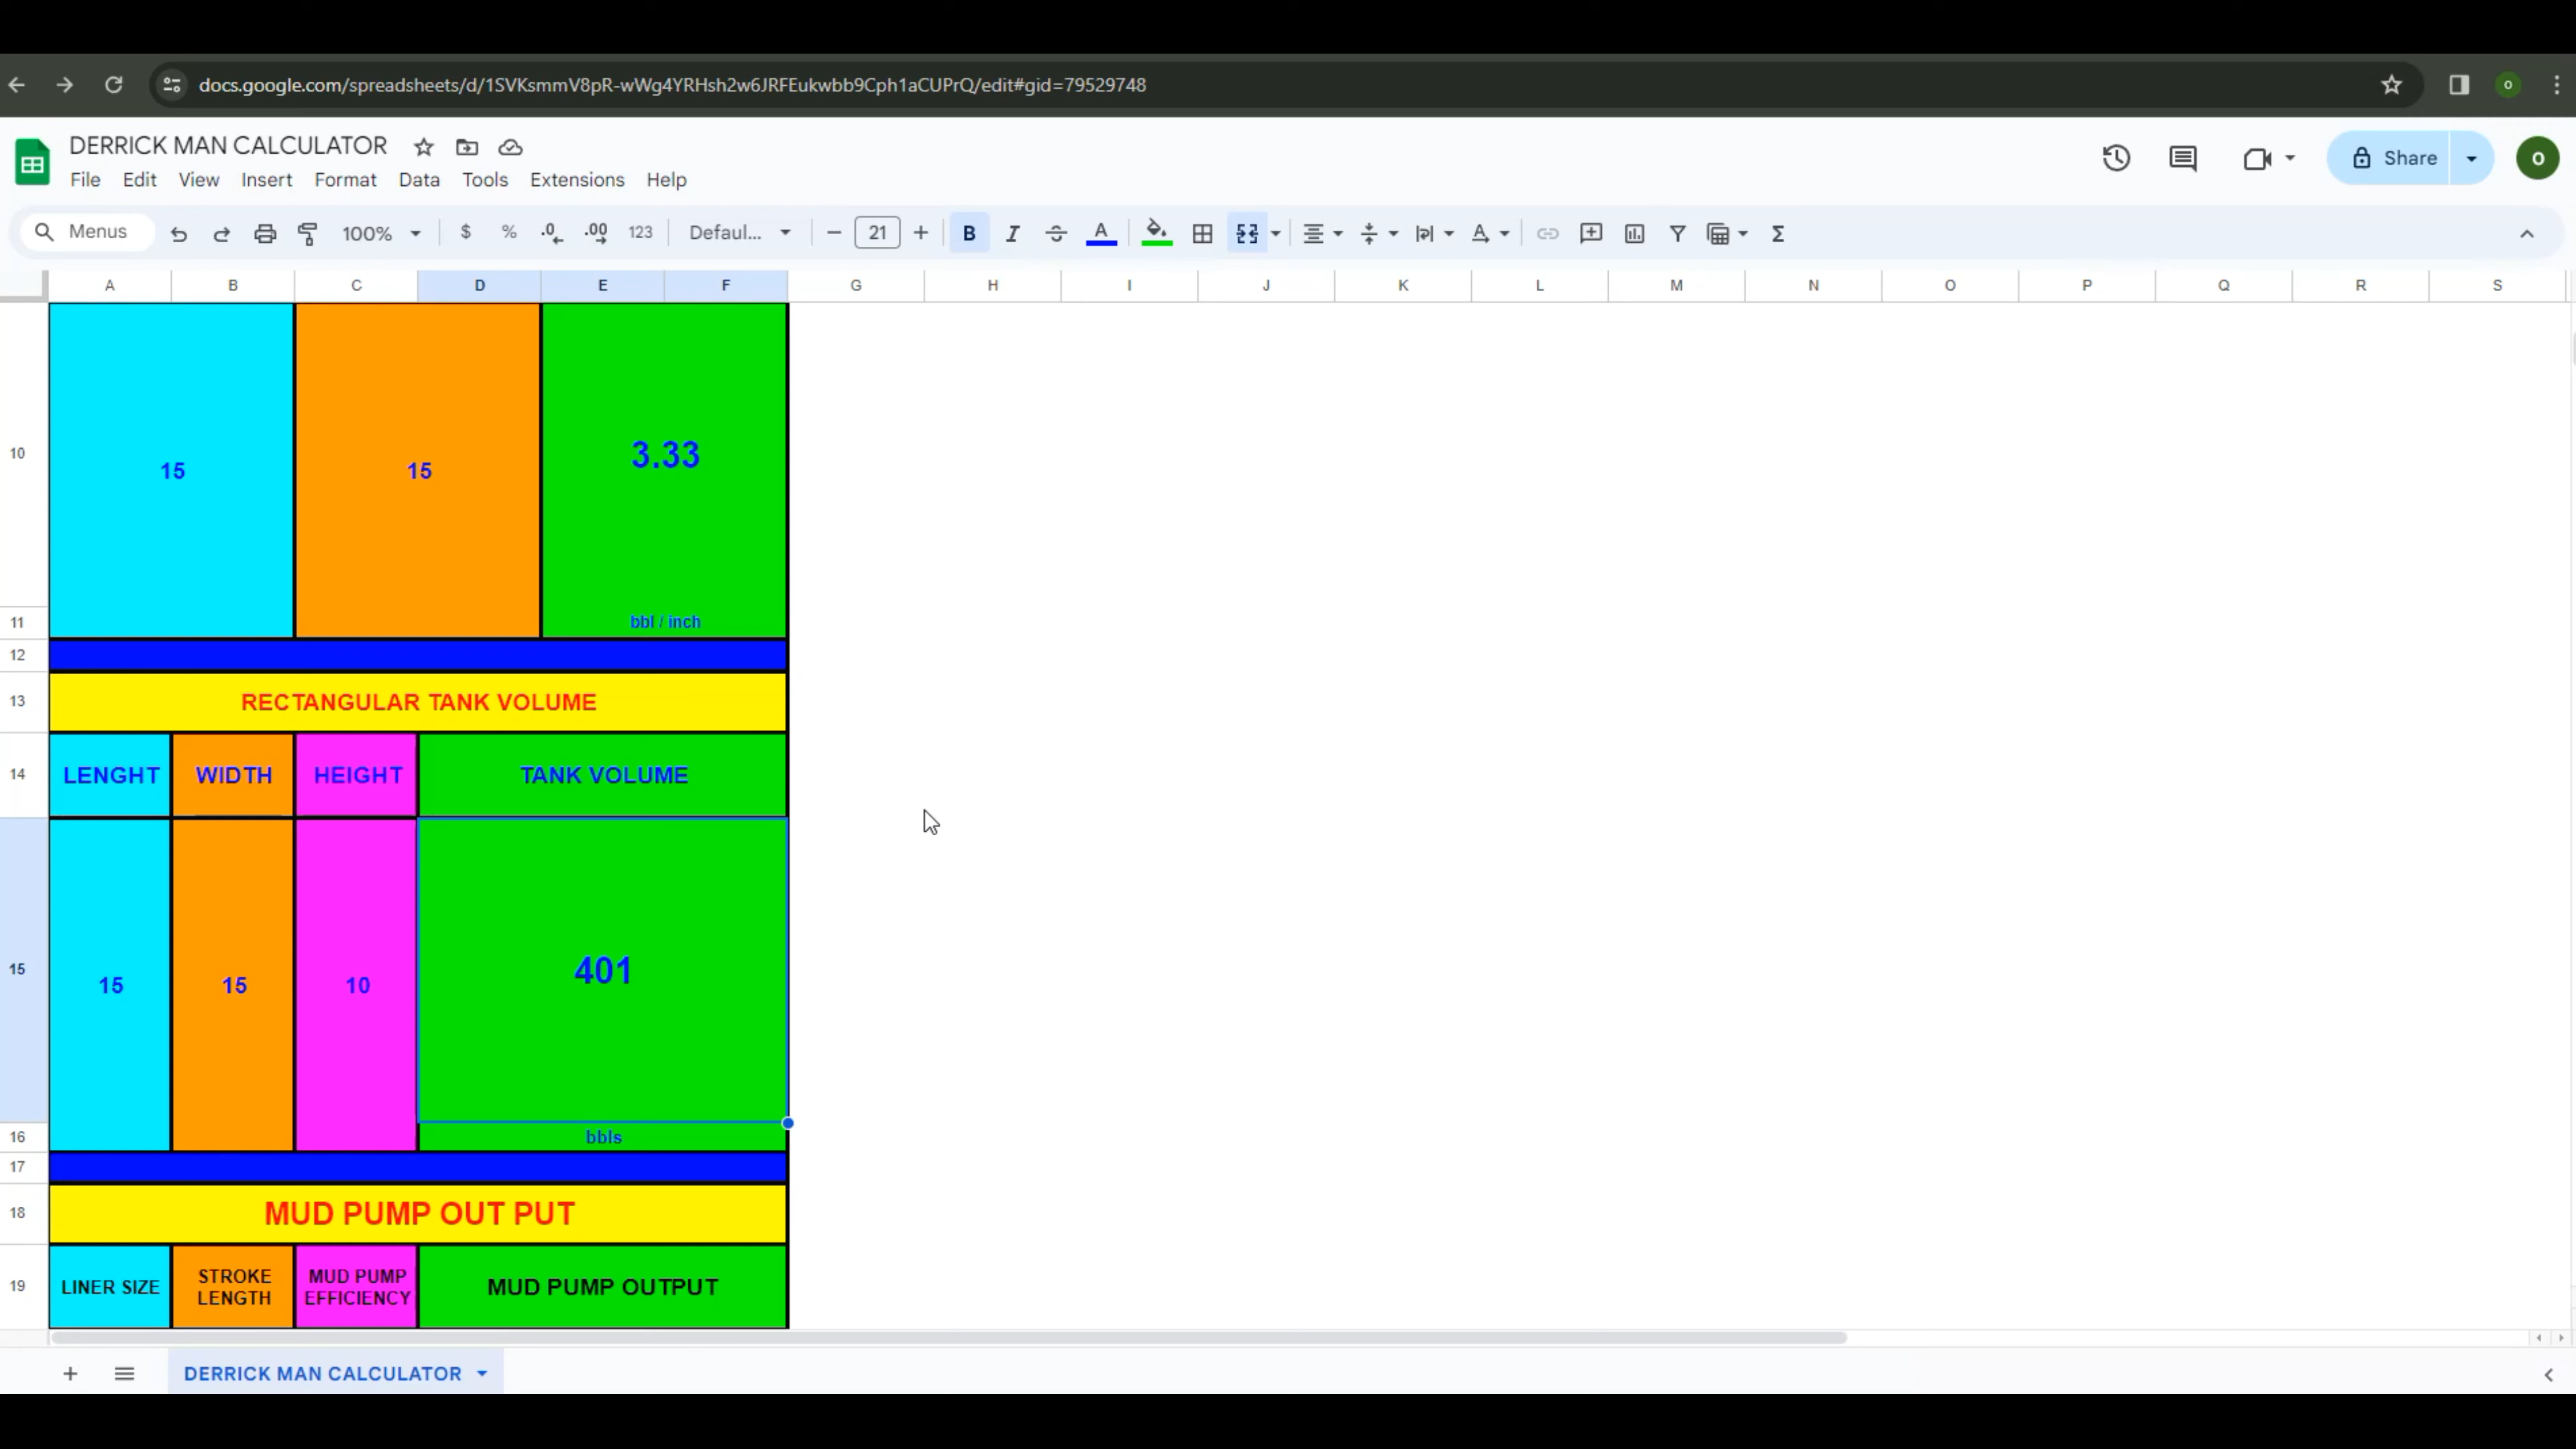 docs.google.com/spreadsheets/d/1SVKsmmV8pR-wWg4YRHsh2w6JRFEukwbb9Cph1aCUPrQ/edit#gid=79529748
DERRICK MAN CALCULATOR
File Edit View Insert Format Data Tools Extensions Help
Share
o
Menus
100%
$ % .0 .00 123
Defaul...
21
B I A
A B C D E F G H I J K L M N O P Q R S
10
15 15 3.33
11 bbl / inch
12
13 RECTANGULAR TANK VOLUME
14 LENGHT WIDTH HEIGHT TANK VOLUME
15 15 15 10 401
16 bbls
17
18 MUD PUMP OUT PUT
19 LINER SIZE STROKE LENGTH MUD PUMP EFFICIENCY MUD PUMP OUTPUT
DERRICK MAN CALCULATOR